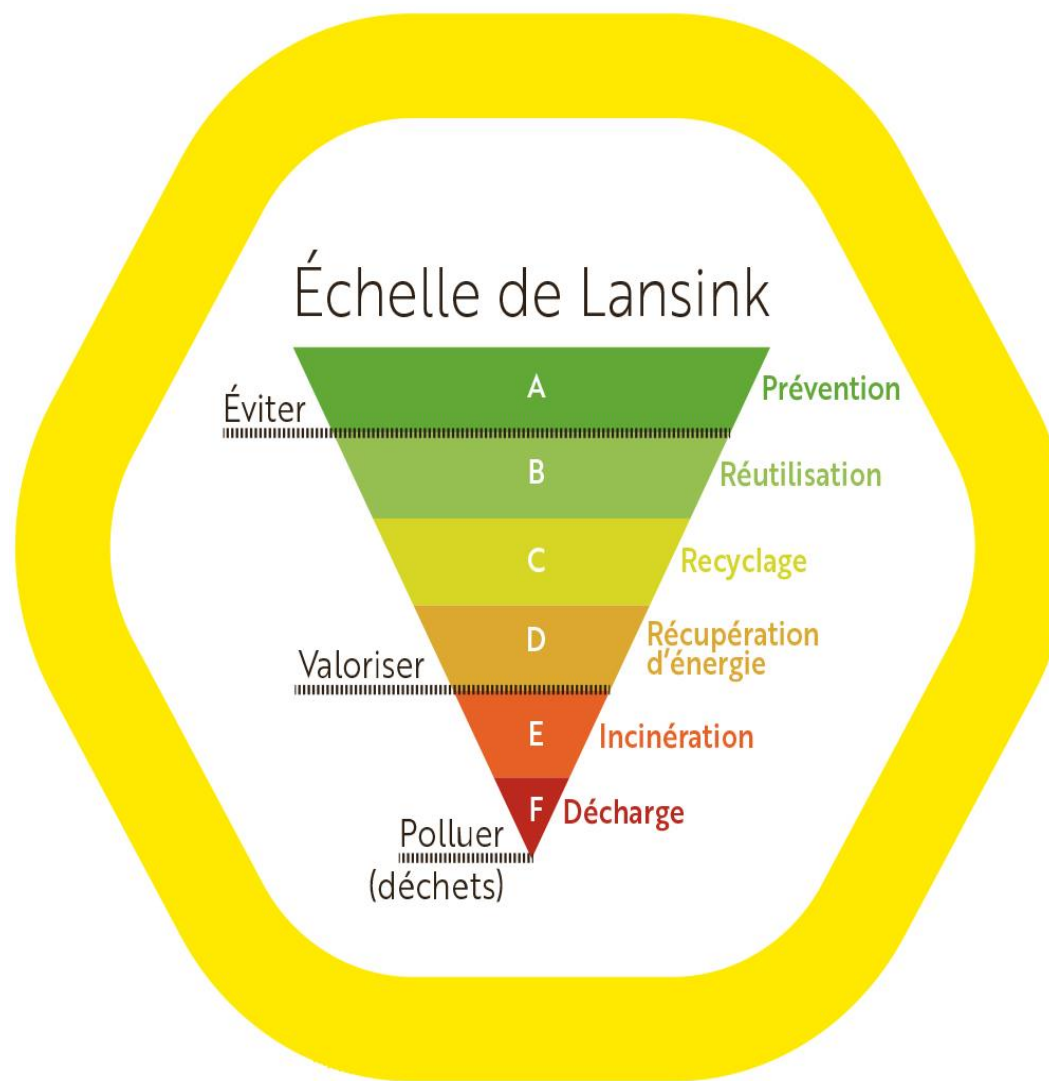 Échelle de Lansink
A
Prévention
Éviter
B
Réutilisation
C
Recyclage
D
Récupération
d'énergie
Valoriser
E
Incinération
F
Décharge
Polluer
(déchets)